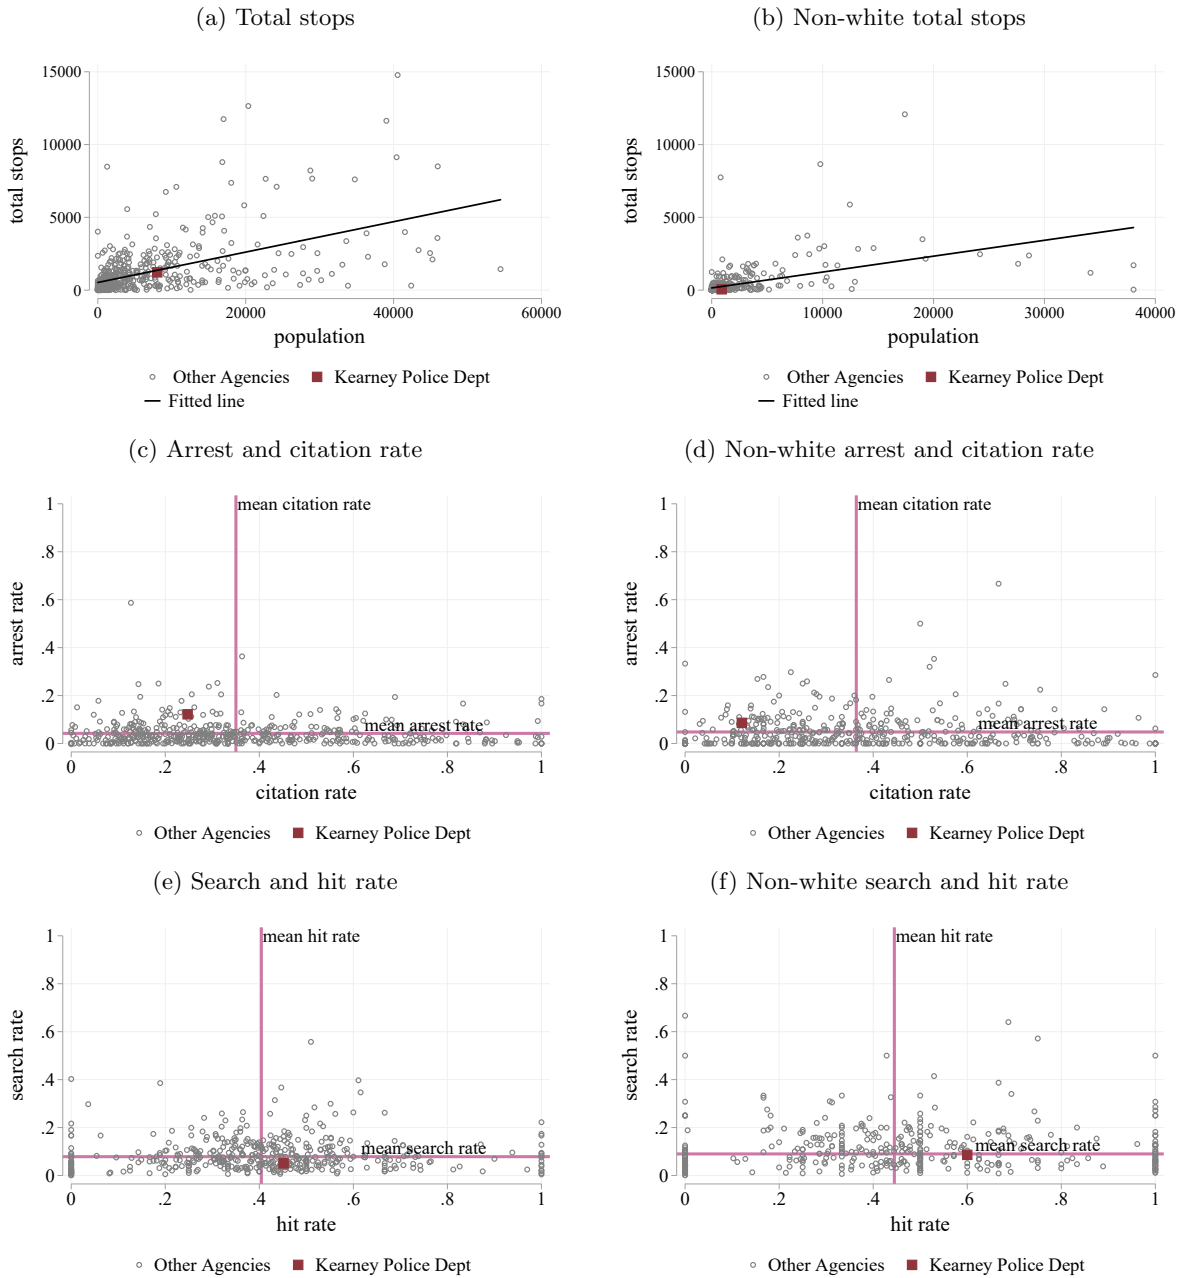 (a) Total stops
(b) Non-white total stops
15000
10000
5000
0
total stops
0 20000 40000 60000
population
Other Agencies Kearney Police Dept
Fitted line
15000
10000
5000
0
total stops
0 10000 20000 30000 40000
population
Other Agencies Kearney Police Dept
Fitted line
(c) Arrest and citation rate
(d) Non-white arrest and citation rate
1
.8
.6
.4
.2
0
arrest rate
mean citation rate
mean arrest rate
0 .2 .4 .6 .8 1
citation rate
Other Agencies Kearney Police Dept
1
.8
.6
.4
.2
0
arrest rate
mean citation rate
mean arrest rate
0 .2 .4 .6 .8 1
citation rate
Other Agencies Kearney Police Dept
(e) Search and hit rate
(f) Non-white search and hit rate
1
.8
.6
.4
.2
0
search rate
mean hit rate
mean search rate
0 .2 .4 .6 .8 1
hit rate
Other Agencies Kearney Police Dept
1
.8
.6
.4
.2
0
search rate
mean hit rate
mean search rate
0 .2 .4 .6 .8 1
hit rate
Other Agencies Kearney Police Dept